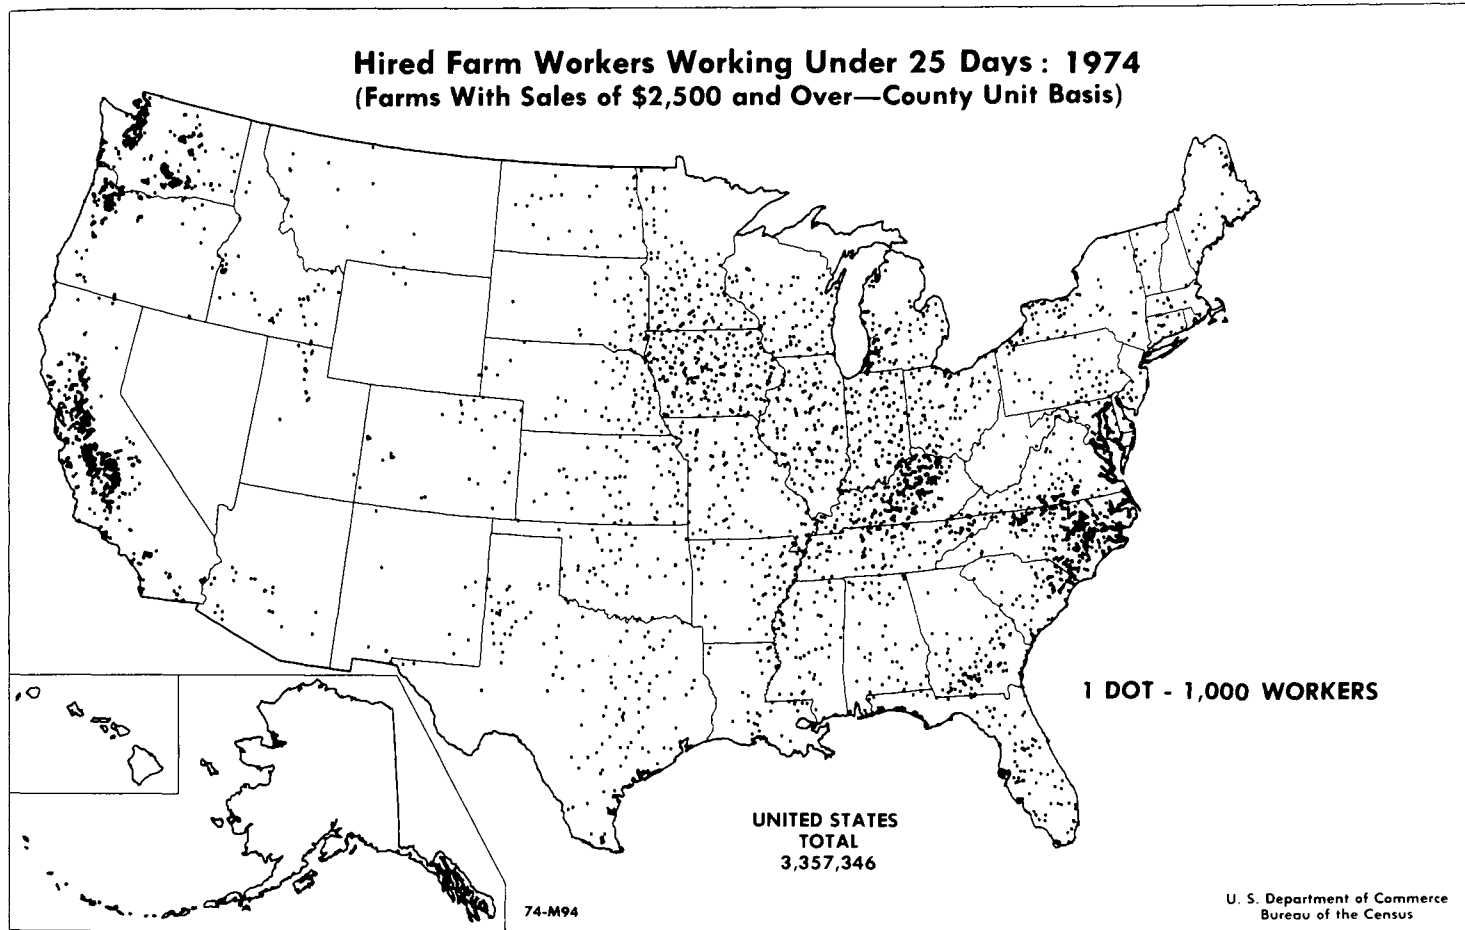 Hired Farm Workers Working Under 25 Days : 1974
(Farms With Sales of $2,500 and Over—County Unit Basis)
1 DOT - 1,000 WORKERS
UNITED STATES
TOTAL
3,357,346
74-M94
U. S. Department of Commerce
Bureau of the Census